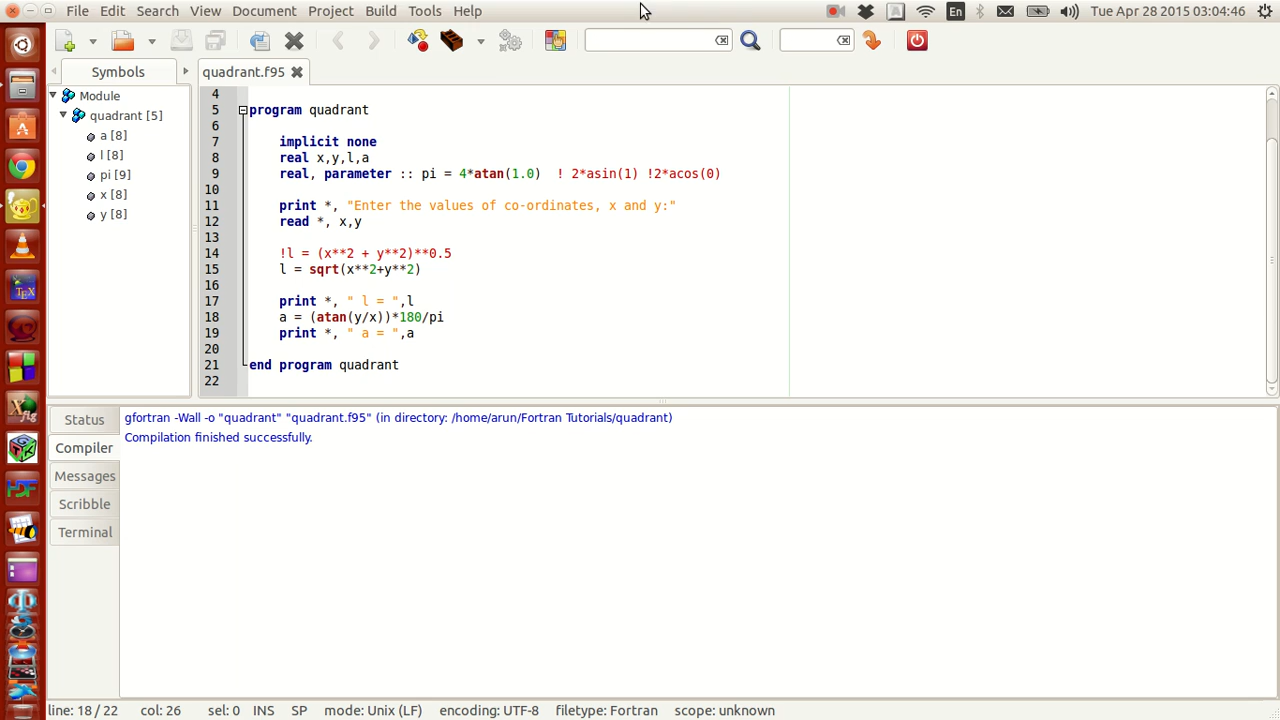 File Edit Search View Document Project Build Tools Help
En
Tue Apr 28 2015 03:04:46
Symbols
quadrant.f95
Module
quadrant [5]
a [8]
l [8]
pi [9]
x [8]
y [8]
4
5 program quadrant
6
7 implicit none
8 real x,y,l,a
9 real, parameter :: pi = 4*atan(1.0) ! 2*asin(1) !2*acos(0)
10
11 print *, "Enter the values of co-ordinates, x and y:"
12 read *, x,y
13
14 !l = (x**2 + y**2)**0.5
15 l = sqrt(x**2+y**2)
16
17 print *, " l = ",l
18 a = (atan(y/x))*180/pi
19 print *, " a = ",a
20
21 end program quadrant
22
Status
Compiler
Messages
Scribble
Terminal
gfortran -Wall -o "quadrant" "quadrant.f95" (in directory: /home/arun/Fortran Tutorials/quadrant)
Compilation finished successfully.
line: 18 / 22 col: 26 sel: 0 INS SP mode: Unix (LF) encoding: UTF-8 filetype: Fortran scope: unknown